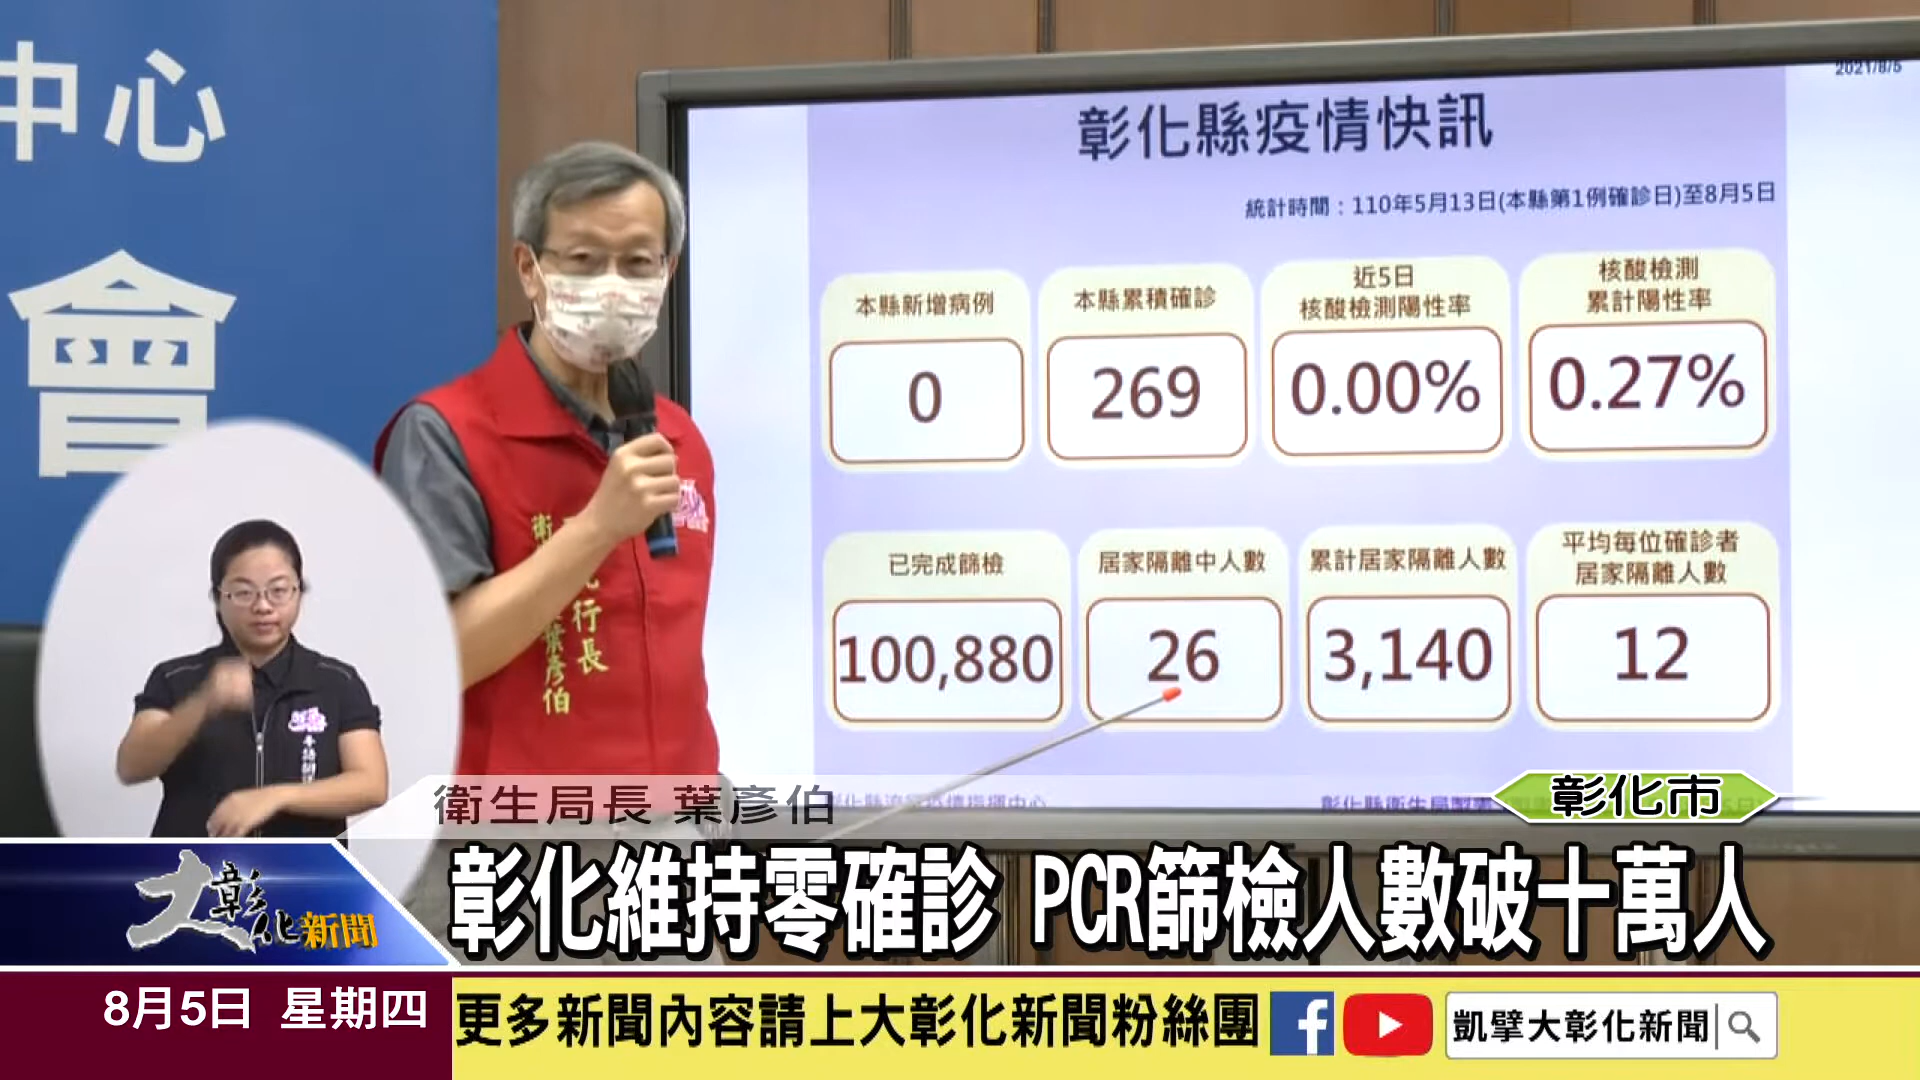 中心
會
2021/8/5
彰化縣疫情快訊
統計時間：110年5月13日(本縣第1例確診日)至8月5日
本縣新增病例
0
本縣累積確診
269
近5日
核酸檢測陽性率
0.00%
核酸檢測
累計陽性率
0.27%
已完成篩檢
100,880
居家隔離中人數
26
累計居家隔離人數
3,140
平均每位確診者
居家隔離人數
12
行長
葉彥伯
衛生局長 葉彥伯
彰化市
大彰化新聞
彰化維持零確診 PCR篩檢人數破十萬人
8月5日 星期四
更多新聞內容請上大彰化新聞粉絲團
凱擘大彰化新聞